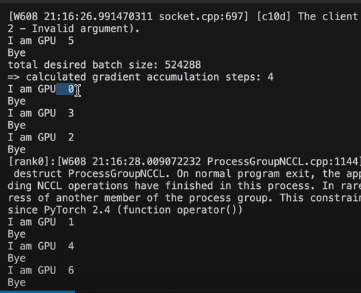 [W608 21:16:26.991470311 socket.cpp:697] [c10d] The client
2 - Invalid argument).
I am GPU  5
Bye
total desired batch size: 524288
=> calculated gradient accumulation steps: 4
I am GPU  0
Bye
I am GPU  3
Bye
I am GPU  2
Bye
[rank0]:[W608 21:16:28.009072232 ProcessGroupNCCL.cpp:1144]
 destruct ProcessGroupNCCL. On normal program exit, the app
ding NCCL operations have finished in this process. In rare
ress of another member of the process group. This constrain
since PyTorch 2.4 (function operator())
I am GPU  1
Bye
I am GPU  4
Bye
I am GPU  6
Bye